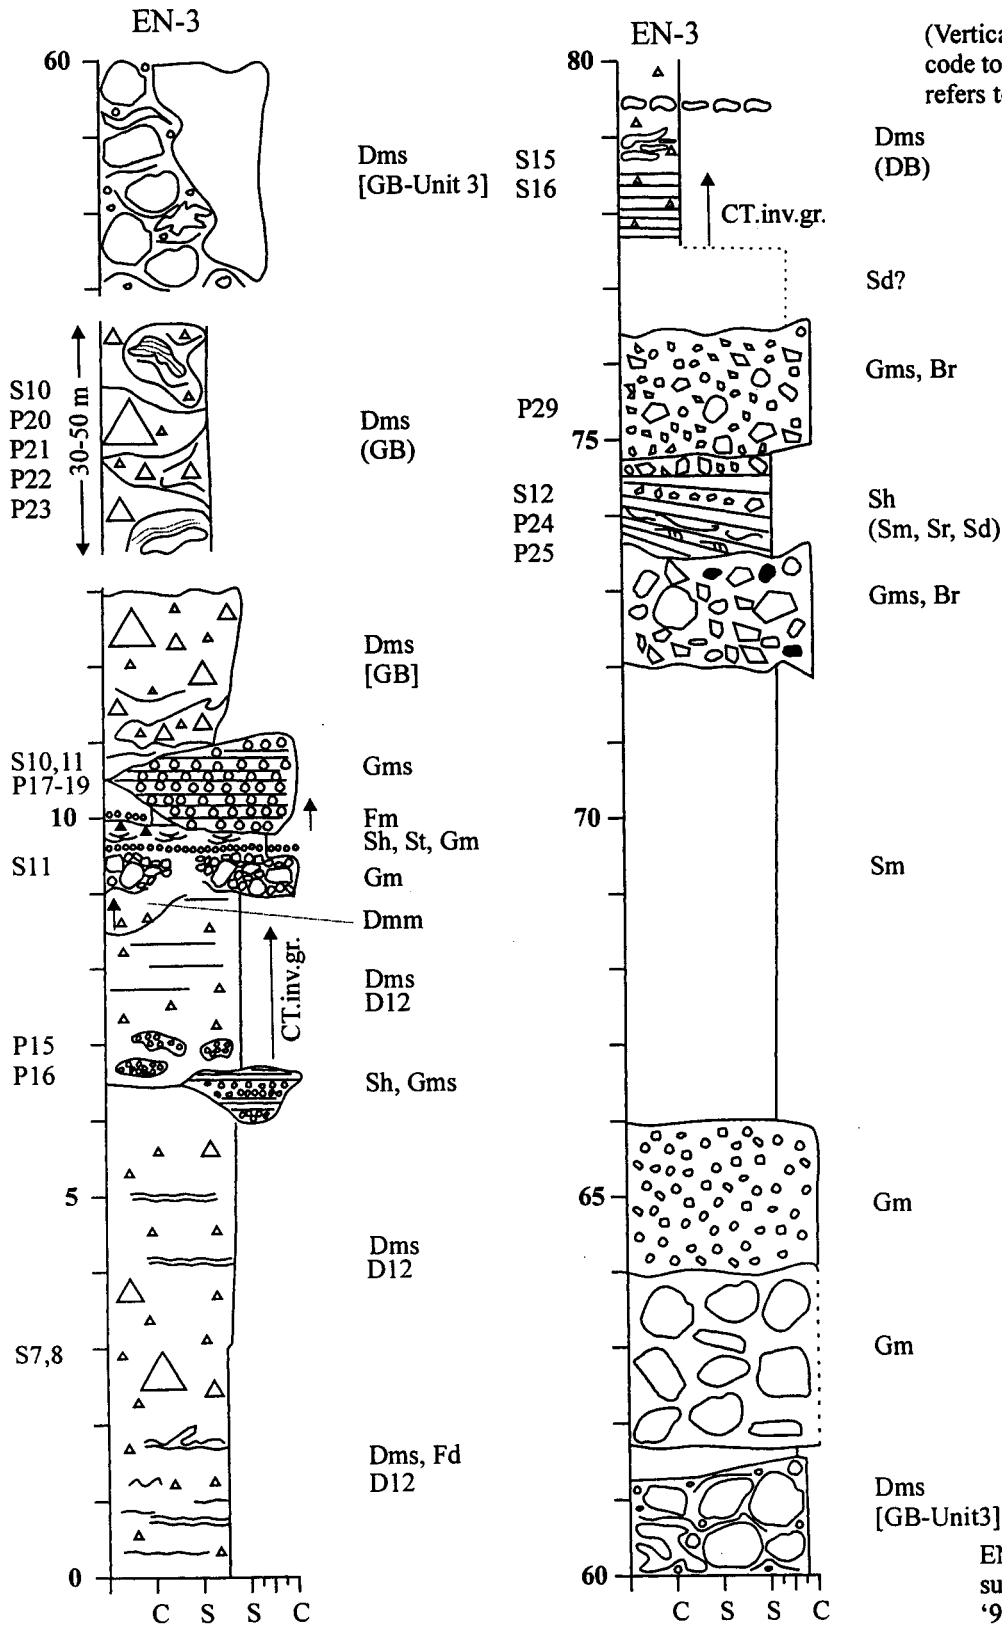 EN-3
60
Dms
[GB-Unit 3]
S10
P20
P21
P22
P23
30-50 m
Dms
(GB)
Dms
[GB]
S10,11
P17-19
Gms
10
Fm
Sh, St, Gm
S11
Gm
Dmm
CT.inv.gr.
Dms
D12
P15
P16
Sh, Gms
5
Dms
D12
S7,8
Dms, Fd
D12
0
C S S C
EN-3
80
(Vertica
code to
refers t
Dms
(DB)
S15
S16
CT.inv.gr.
Sd?
Gms, Br
P29
75
S12
P24
P25
Sh
(Sm, Sr, Sd)
Gms, Br
70
Sm
65
Gm
Gm
Dms
[GB-Unit3]
60
C S S C
EN
su
‘9